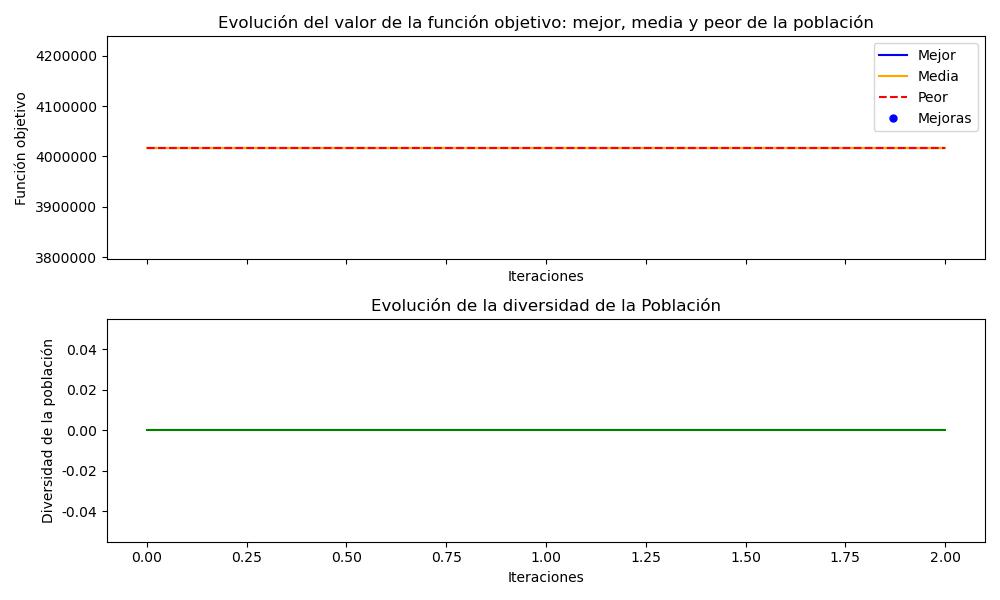 Evolución del valor de la función objetivo: mejor, media y peor de la población
4200000
4100000
4000000
3900000
3800000
Función objetivo
Mejor
Media
Peor
Mejoras
Iteraciones
Evolución de la diversidad de la Población
0.04
0.02
0.00
-0.02
-0.04
Diversidad de la población
0.00 0.25 0.50 0.75 1.00 1.25 1.50 1.75 2.00
Iteraciones